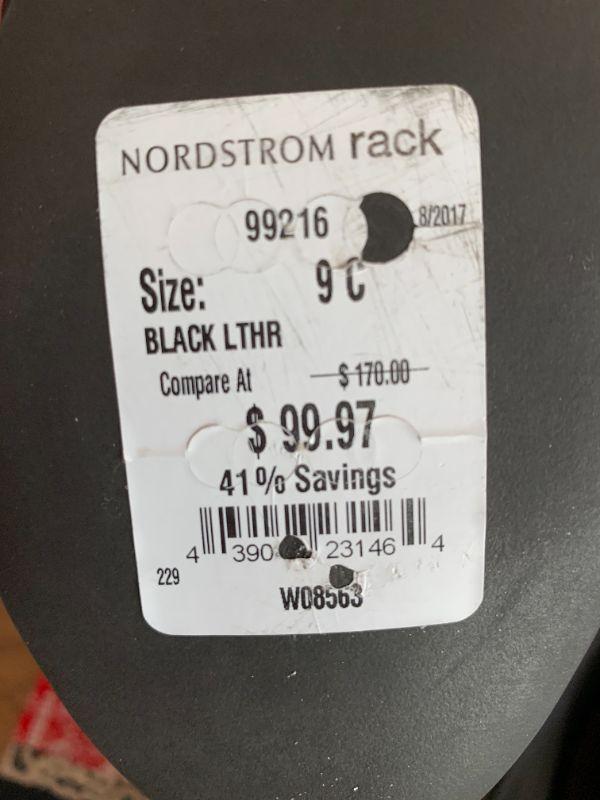 NORDSTROM rack
99216 8/2017
Size: 9 C
BLACK LTHR
Compare At $ 170.00
$ 99.97
41% Savings
4 390 23146 4
229
W08563